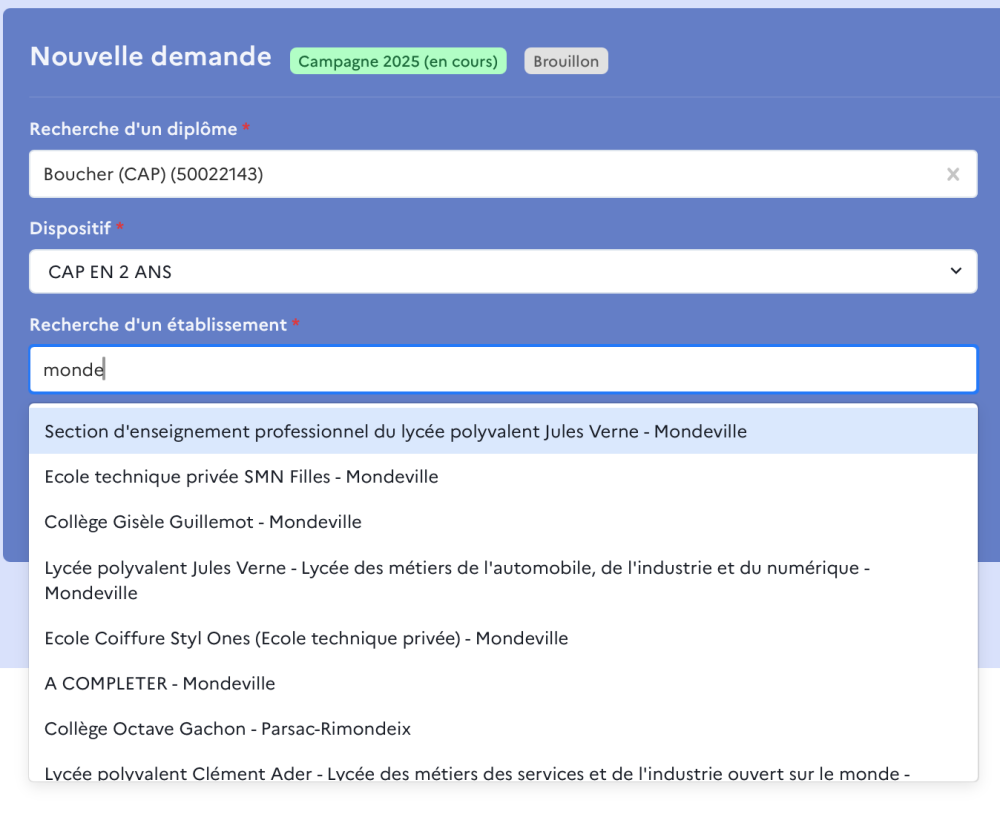 Nouvelle demande Campagne 2025 (en cours) Brouillon
Recherche d'un diplôme *
Boucher (CAP) (50022143)
Dispositif *
CAP EN 2 ANS
Recherche d'un établissement *
monde
Section d'enseignement professionnel du lycée polyvalent Jules Verne - Mondeville
Ecole technique privée SMN Filles - Mondeville
Collège Gisèle Guillemot - Mondeville
Lycée polyvalent Jules Verne - Lycée des métiers de l'automobile, de l'industrie et du numérique -
Mondeville
Ecole Coiffure Styl Ones (Ecole technique privée) - Mondeville
A COMPLETER - Mondeville
Collège Octave Gachon - Parsac-Rimondeix
Lycée polyvalent Clément Ader - Lycée des métiers des services et de l'industrie ouvert sur le monde -